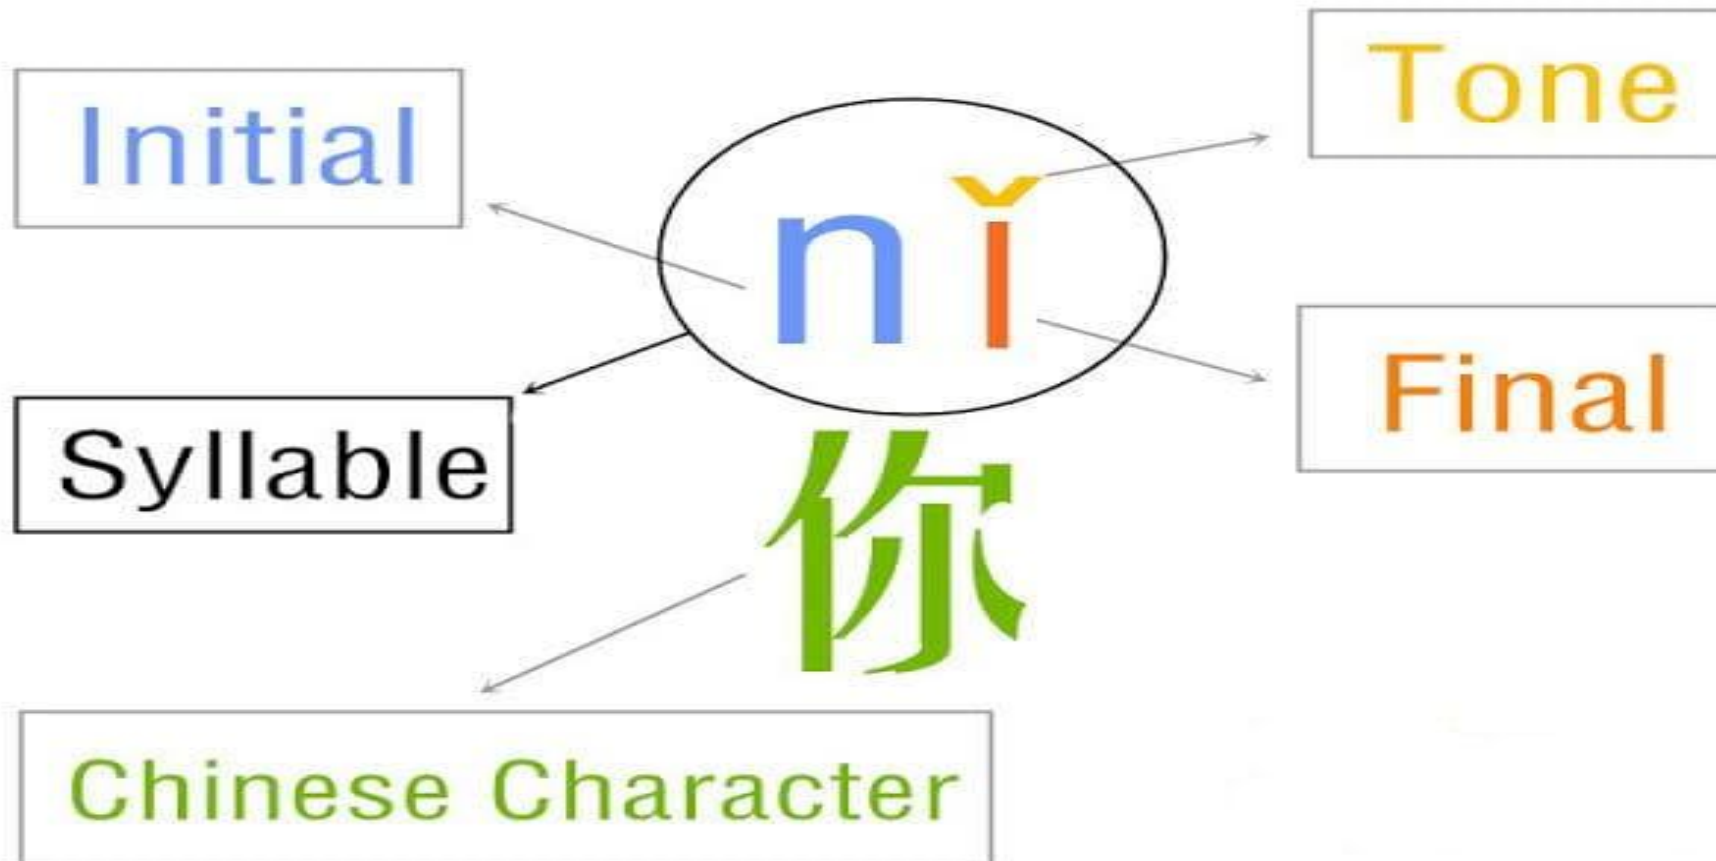 Initial
Tone
nǐ
Final
Syllable
你
Chinese Character